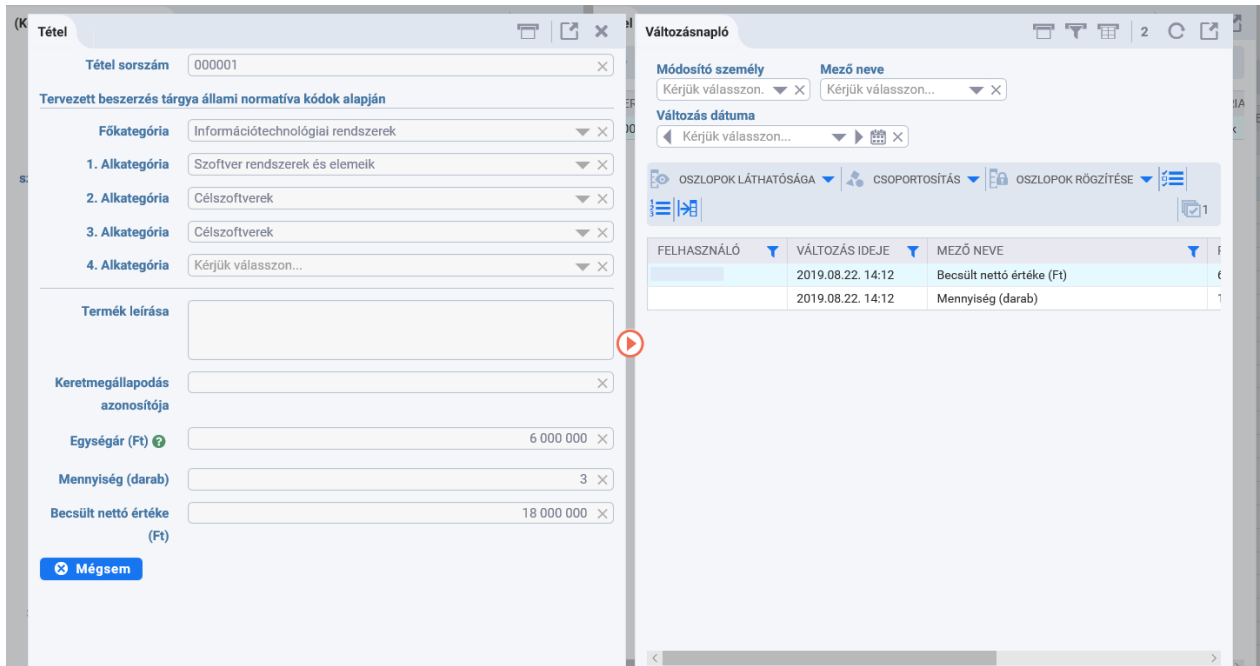 (K
Tétel
Tétel sorszám 000001
Tervezett beszerzés tárgya állami normatíva kódok alapján
Főkategória Információtechnológiai rendszerek
1. Alkategória Szoftver rendszerek és elemeik
2. Alkategória Célszoftverek
3. Alkategória Célszoftverek
4. Alkategória Kérjük válasszon...
Termék leírása
Keretmegállapodás
azonosítója
Egységár (Ft) ? 6 000 000
Mennyiség (darab) 3
Becsült nettó értéke
(Ft) 18 000 000
Mégsem
Változásnapló 2
Módosító személy Mező neve
Kérjük válasszon. Kérjük válasszon...
Változás dátuma
Kérjük válasszon...
OSZLOPOK LÁTHATÓSÁGA CSOPORTOSÍTÁS OSZLOPOK RÖGZÍTÉSE
1
FELHASZNÁLÓ VÁLTOZÁS IDEJE MEZŐ NEVE
2019.08.22. 14:12 Becsült nettó értéke (Ft) 6
2019.08.22. 14:12 Mennyiség (darab) 1